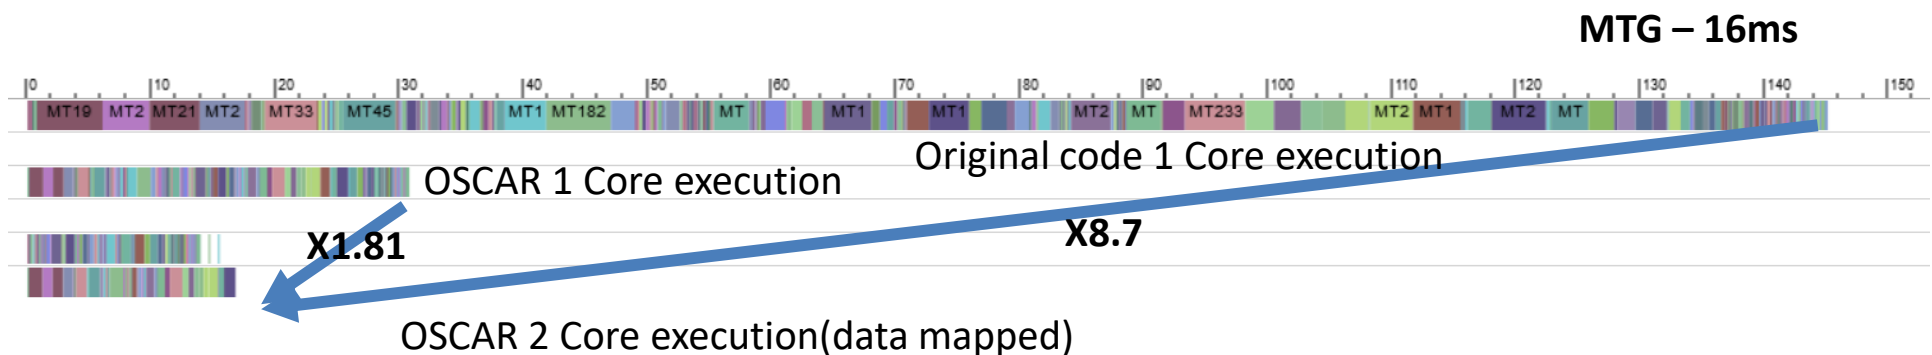 MTG – 16ms
0 10 20 30 40 50 60 70 80 90 100 110 120 130 140 150
MT19 MT2 MT21 MT2 MT33 MT45 MT1 MT182 MT MT1 MT1 MT2 MT MT233 MT2 MT1 MT2 MT
Original code 1 Core execution
OSCAR 1 Core execution
X8.7
X1.81
OSCAR 2 Core execution(data mapped)